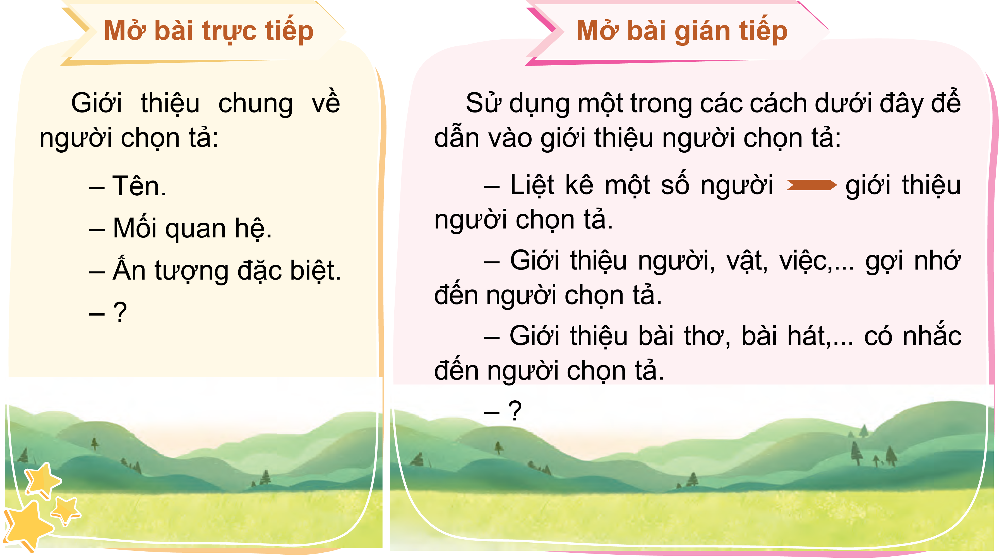 Mở bài trực tiếp
Giới thiệu chung về
người chọn tả:
– Tên.
– Mối quan hệ.
– Ấn tượng đặc biệt.
– ?
Mở bài gián tiếp
Sử dụng một trong các cách dưới đây để
dẫn vào giới thiệu người chọn tả:
– Liệt kê một số người giới thiệu
người chọn tả.
– Giới thiệu người, vật, việc,... gợi nhớ
đến người chọn tả.
– Giới thiệu bài thơ, bài hát,... có nhắc
đến người chọn tả.
– ?